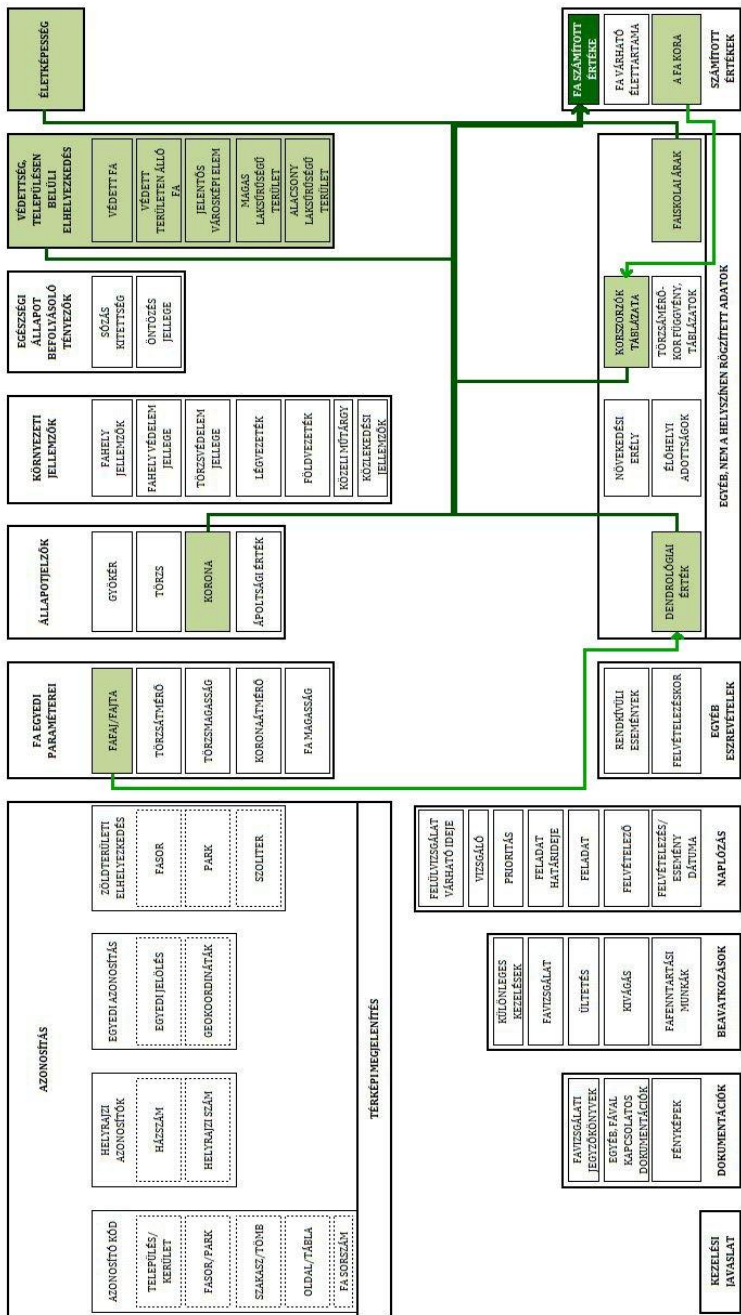 AZONOSÍTÁS
AZONOSÍTÓ KÓD
TELEPÜLÉS/
KERÜLET
FASOR/PARK
SZAKASZ/TÖMB
OLDAL/TÁBLA
FA SORSZÁM
HELYRAJZI
AZONOSÍTÓK
HÁZSZÁM
HELYRAJZI SZÁM
EGYEDI AZONOSÍTÁS
EGYEDI JELÖLÉS
GEOKOORDINÁTÁK
ZÖLDTERÜLETI
ELHELYEZKEDÉS
FASOR
PARK
SZOLITER
TÉRKÉPI MEGJELENÍTÉS
FA EGYEDI
PARAMÉTEREI
FAFAJ/FAJTA
TÖRZSÁTMÉRŐ
TÖRZSMAGASSÁG
KORONAÁTMÉRŐ
FA MAGASSÁG
ÁLLAPOTJELZŐK
GYÖKÉR
TÖRZS
KORONA
ÁPOLTSÁGI ÉRTÉK
KÖRNYEZETI
JELLEMZŐK
FAHELY
JELLEMZŐK
FAHELY VÉDELEM
JELLEGE
TÖRZSVÉDELEM
JELLEGE
LÉGVEZETÉK
FÖLDVEZETÉK
KÖZELI MŰTÁRGY
KÖZLEKEDÉSI
JELLEMZŐK
EGÉSZSÉGI
ÁLLAPOT
BEFOLYÁSOLÓ
TÉNYEZŐK
SÓZÁS
KITETTSÉG
ÖNTÖZÉS
JELLEGE
VÉDETTSÉG,
TELEPÜLÉSEN
BELÜLI
ELHELYEZKEDÉS
VÉDETT FA
VÉDETT
TERÜLETEN ÁLLÓ
FA
JELENTŐS
VÁROSKÉPI ELEM
MAGAS
LAKSŰRŰSÉGŰ
TERÜLET
ALACSONY
LAKSŰRŰSÉGŰ
TERÜLET
ÉLETKÉPESSÉG
KEZELÉSI
JAVASLAT
FAVIZSGÁLATI
JEGYZŐKÖNYVEK
EGYÉB, FÁVAL
KAPCSOLATOS
DOKUMENTÁCIÓK
FÉNYKÉPEK
DOKUMENTÁCIÓK
KÜLÖNLEGES
KEZELÉSEK
FAVIZSGÁLAT
ÜLTETÉS
KIVÁGÁS
FAFENNTARTÁSI
MUNKÁK
BEAVATKOZÁSOK
FELÜLVIZSGÁLAT
VÁRHATÓ IDEJE
VIZSGÁLÓ
PRIORITÁS
FELADAT
HATÁRIDEJE
FELADAT
FELVÉTELEZŐ
FELVÉTELEZÉS/
ESEMÉNY
DÁTUMA
NAPLÓZÁS
RENDKÍVÜLI
ESEMÉNYEK
FELVÉTELEZÉSKOR
EGYÉB
ESZREVÉTELEK
DENDROLÓGIAI
ÉRTÉK
NÖVEKEDÉSI
ERÉLY
ÉLŐHELYI
ADOTTSÁGOK
KORSZORZÓK
TÁBLÁZATA
TÖRZSÁMÉRŐ-
KOR FÜGGVÉNY,
TÁBLÁZATOK
FAISKOLAI ÁRAK
EGYÉB, NEM A HELYSZÍNEN RÖGZÍTETT ADATOK
FA SZÁMÍTOTT
ÉRTÉKE
FA VÁRHATÓ
ÉLETTARTAMA
A FA KORA
SZÁMÍTOTT
ÉRTÉKEK